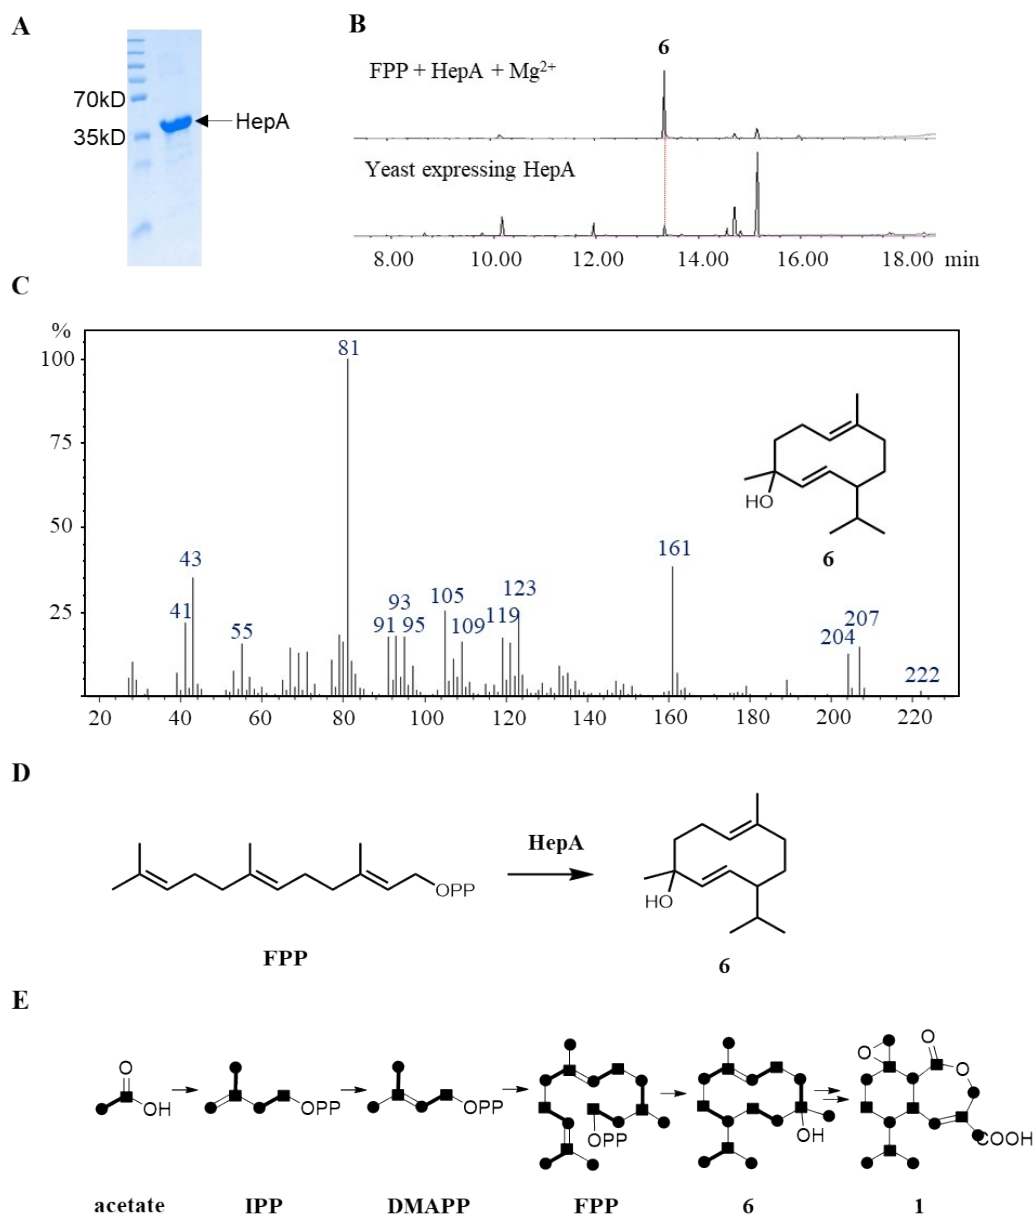 A
70kD
35kD
HepA
B
6
FPP + HepA + Mg2+
Yeast expressing HepA
8.00 10.00 12.00 14.00 16.00 18.00 min
C
%
100
75
50
25
81
43
41
55
91
93
95
105
109
119
123
161
204
207
222
HO
6
20 40 60 80 100 120 140 160 180 200 220
D
OPP
FPP
HepA
HO
6
E
O
OH
acetate
OPP
IPP
OPP
DMAPP
OPP
FPP
OH
6
O
O
O
COOH
1